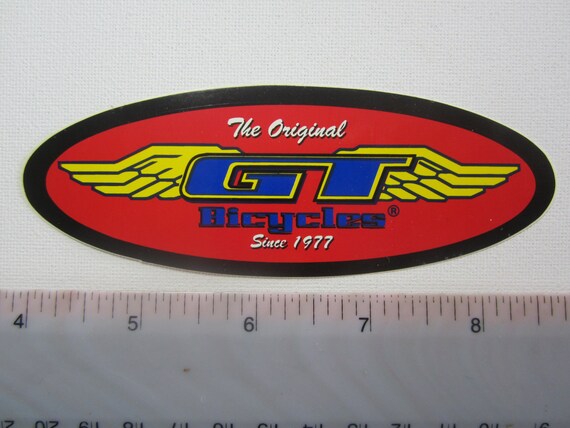 The Original
GT
Bicycles®
Since 1977
4 5 6 7 8